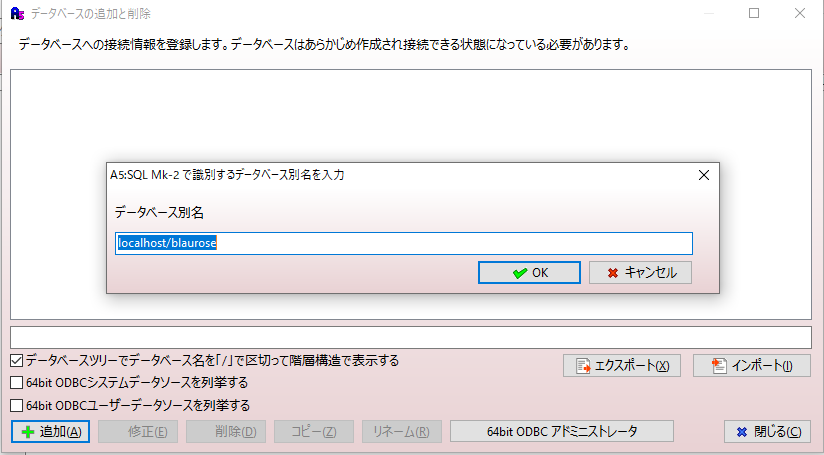 データベースの追加と削除
データベースへの接続情報を登録します。データベースはあらかじめ作成され接続できる状態になっている必要があります。
A5:SQL Mk-2 で識別するデータベース別名を入力
データベース別名
localhost/blaurose
OK
キャンセル
データベースツリーでデータベース名を「/」で区切って階層構造で表示する
エクスポート(X)
インポート(I)
64bit ODBCシステムデータソースを列挙する
64bit ODBCユーザーデータソースを列挙する
追加(A)
修正(E)
削除(D)
コピー(Z)
リネーム(R)
64bit ODBC アドミニストレータ
閉じる(C)